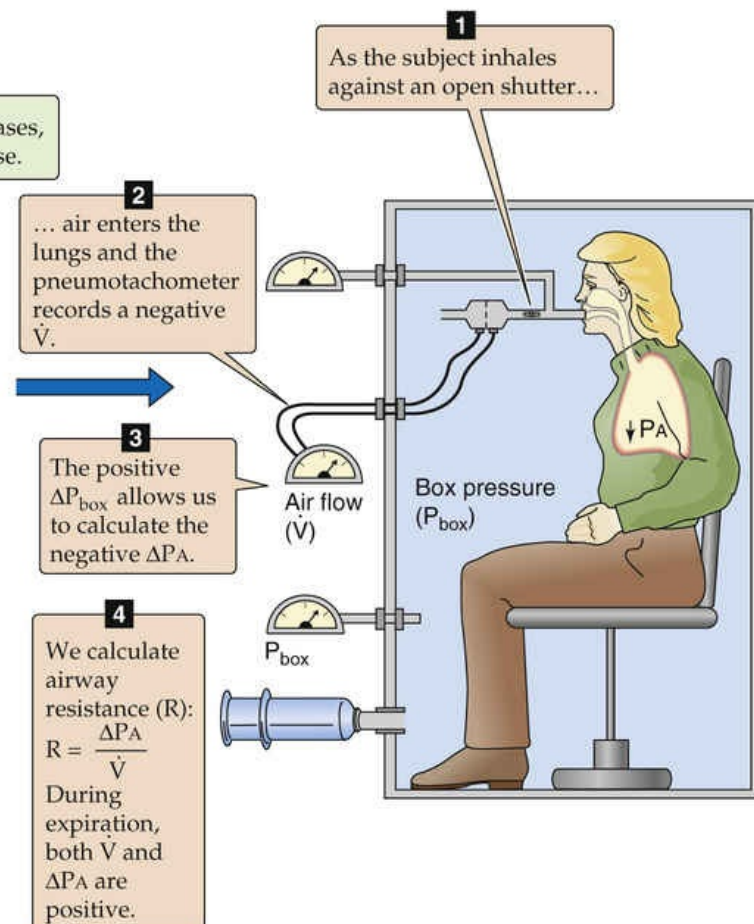 1
As the subject inhales
against an open shutter…
ases,
se.
2
… air enters the
lungs and the
pneumotachometer
records a negative
V̇.
3
The positive
ΔPbox allows us
to calculate the
negative ΔPA.
Air flow
(V̇)
Box pressure
(Pbox)
↓PA
Pbox
4
We calculate
airway
resistance (R):
R = ΔPA
V̇
During
expiration,
both V̇ and
ΔPA are
positive.